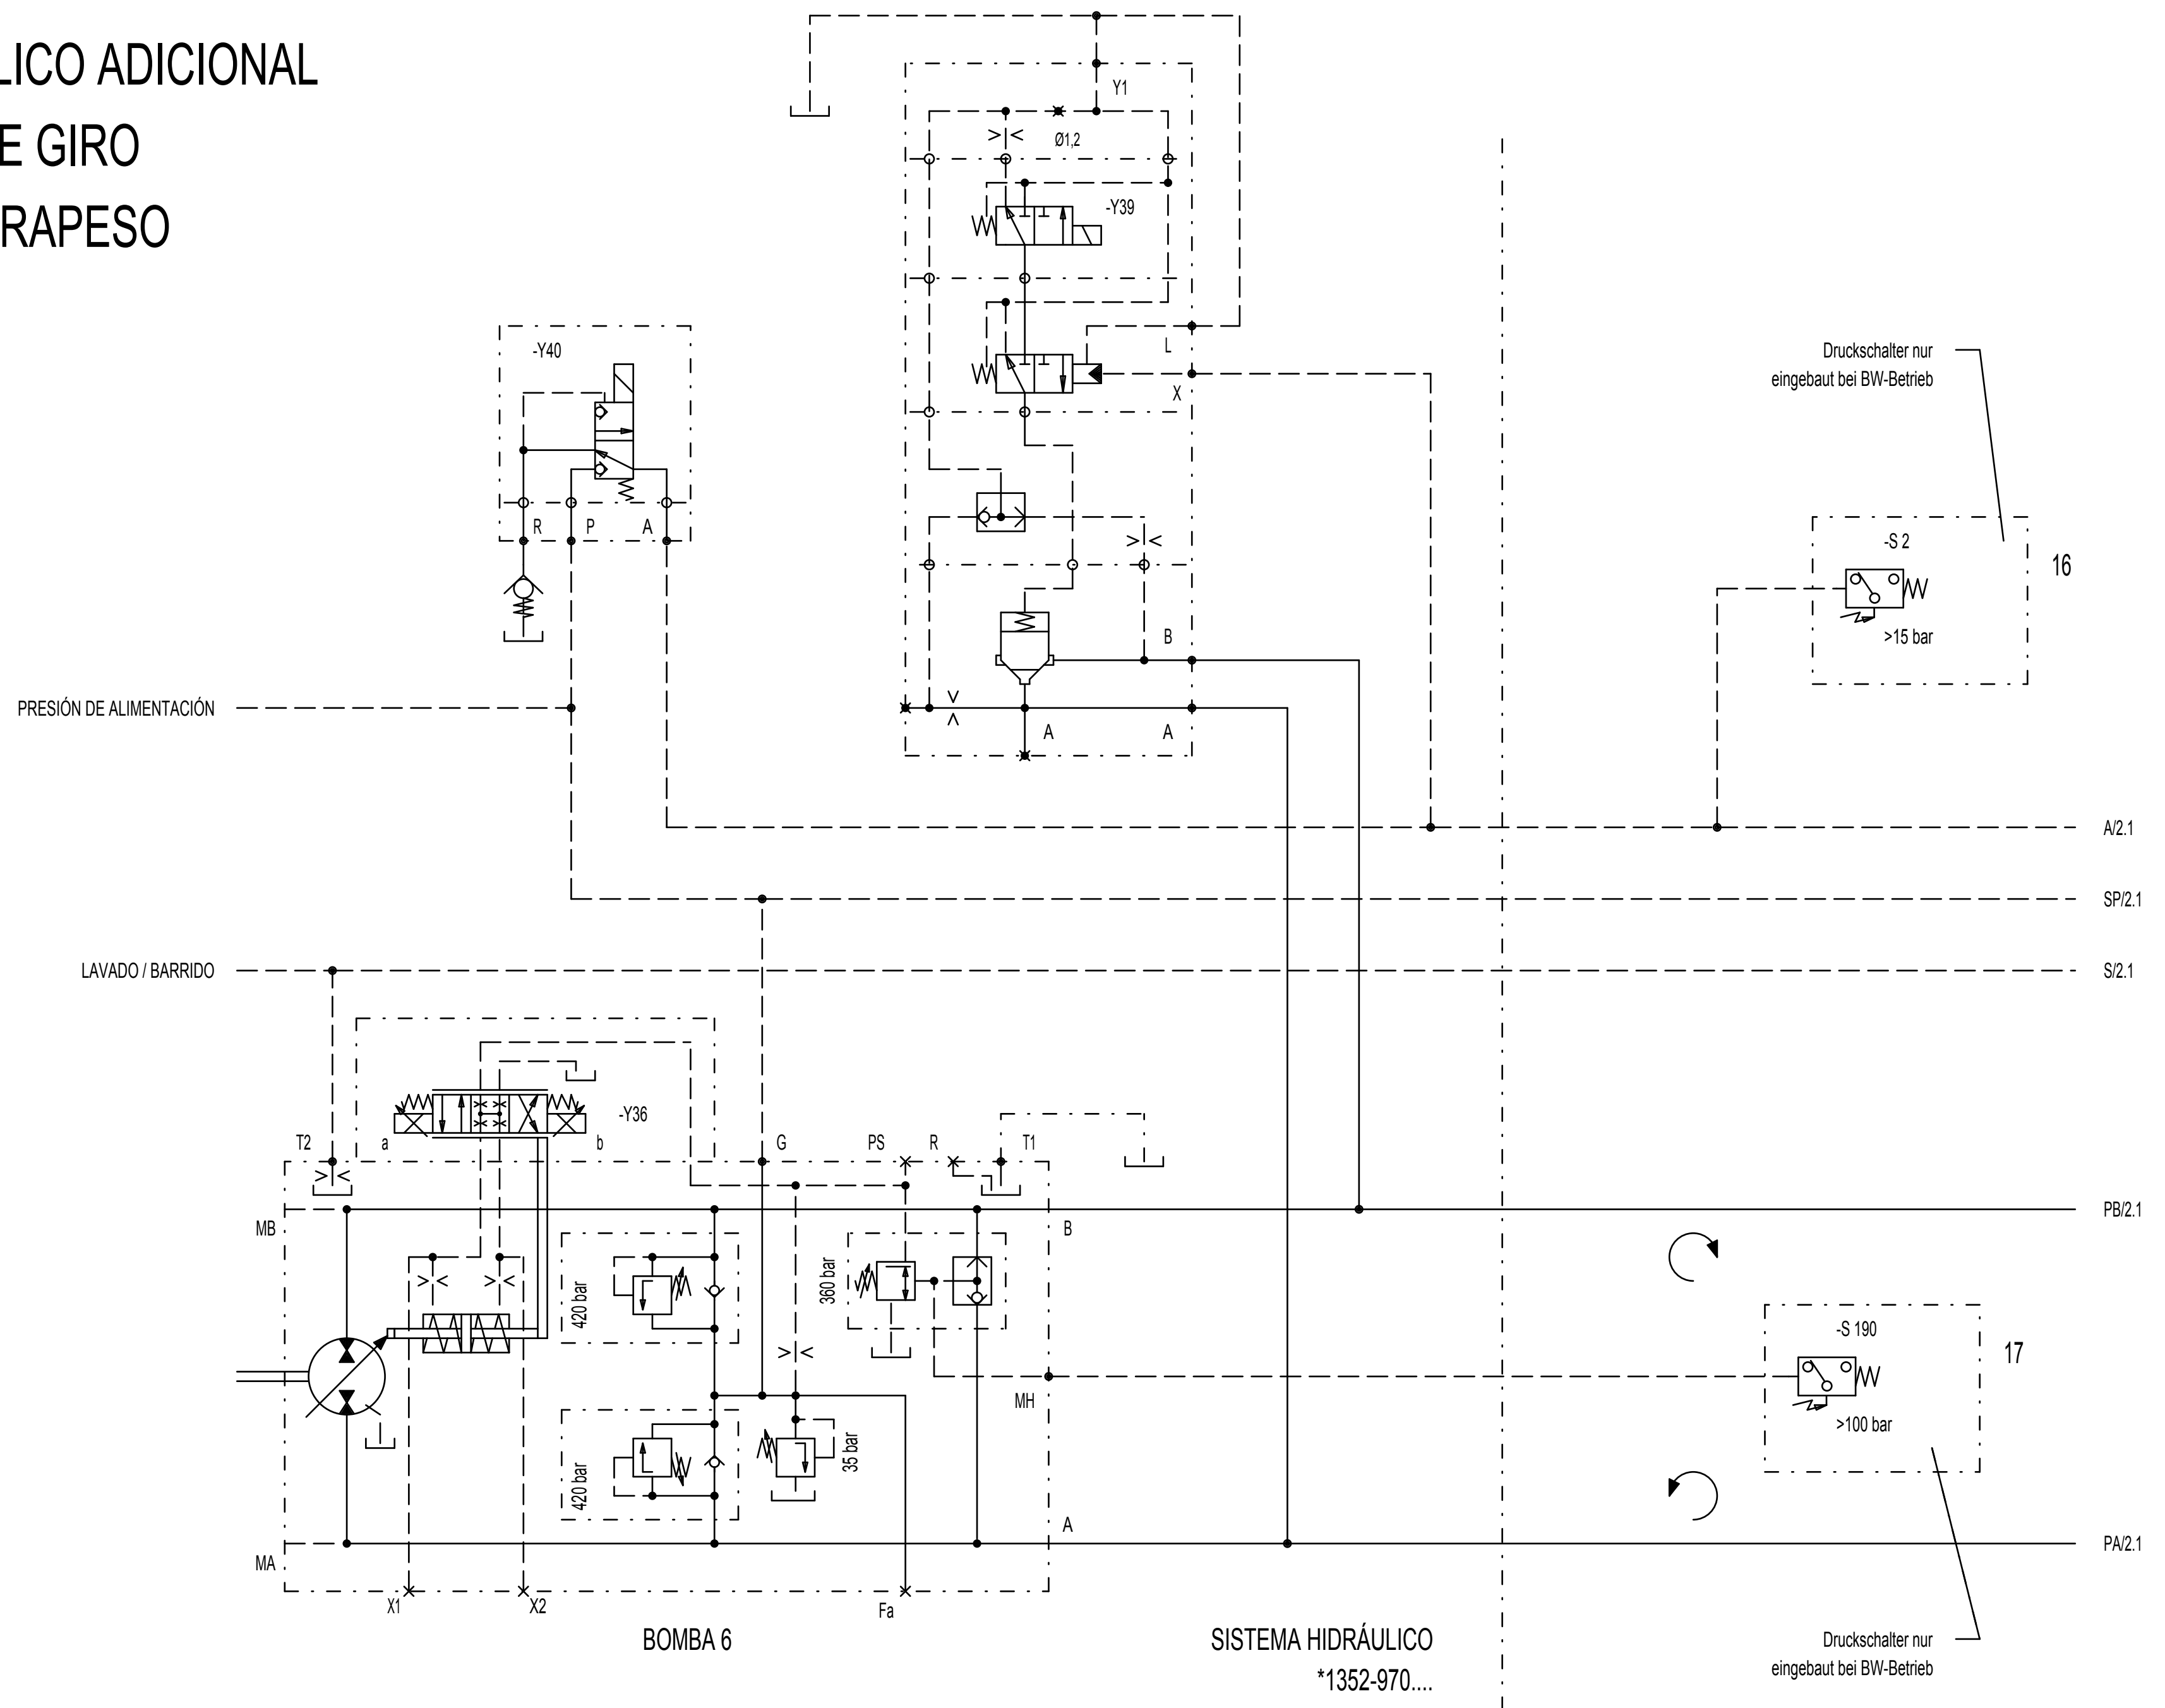 LICO ADICIONAL
E GIRO
RAPESO
Y1
Ø1,2
-Y39
-Y40
L
X
Druckschalter nur
eingebaut bei BW-Betrieb
R
P
A
-S 2
16
>15 bar
B
PRESIÓN DE ALIMENTACIÓN
A
A
A/2.1
SP/2.1
LAVADO / BARRIDO
S/2.1
-Y36
T2
a
b
G
PS
R
T1
MB
B
PB/2.1
420 bar
360 bar
-S 190
17
MH
>100 bar
420 bar
35 bar
A
MA
PA/2.1
X1
X2
Fa
BOMBA 6
SISTEMA HIDRÁULICO
*1352-970....
Druckschalter nur
eingebaut bei BW-Betrieb